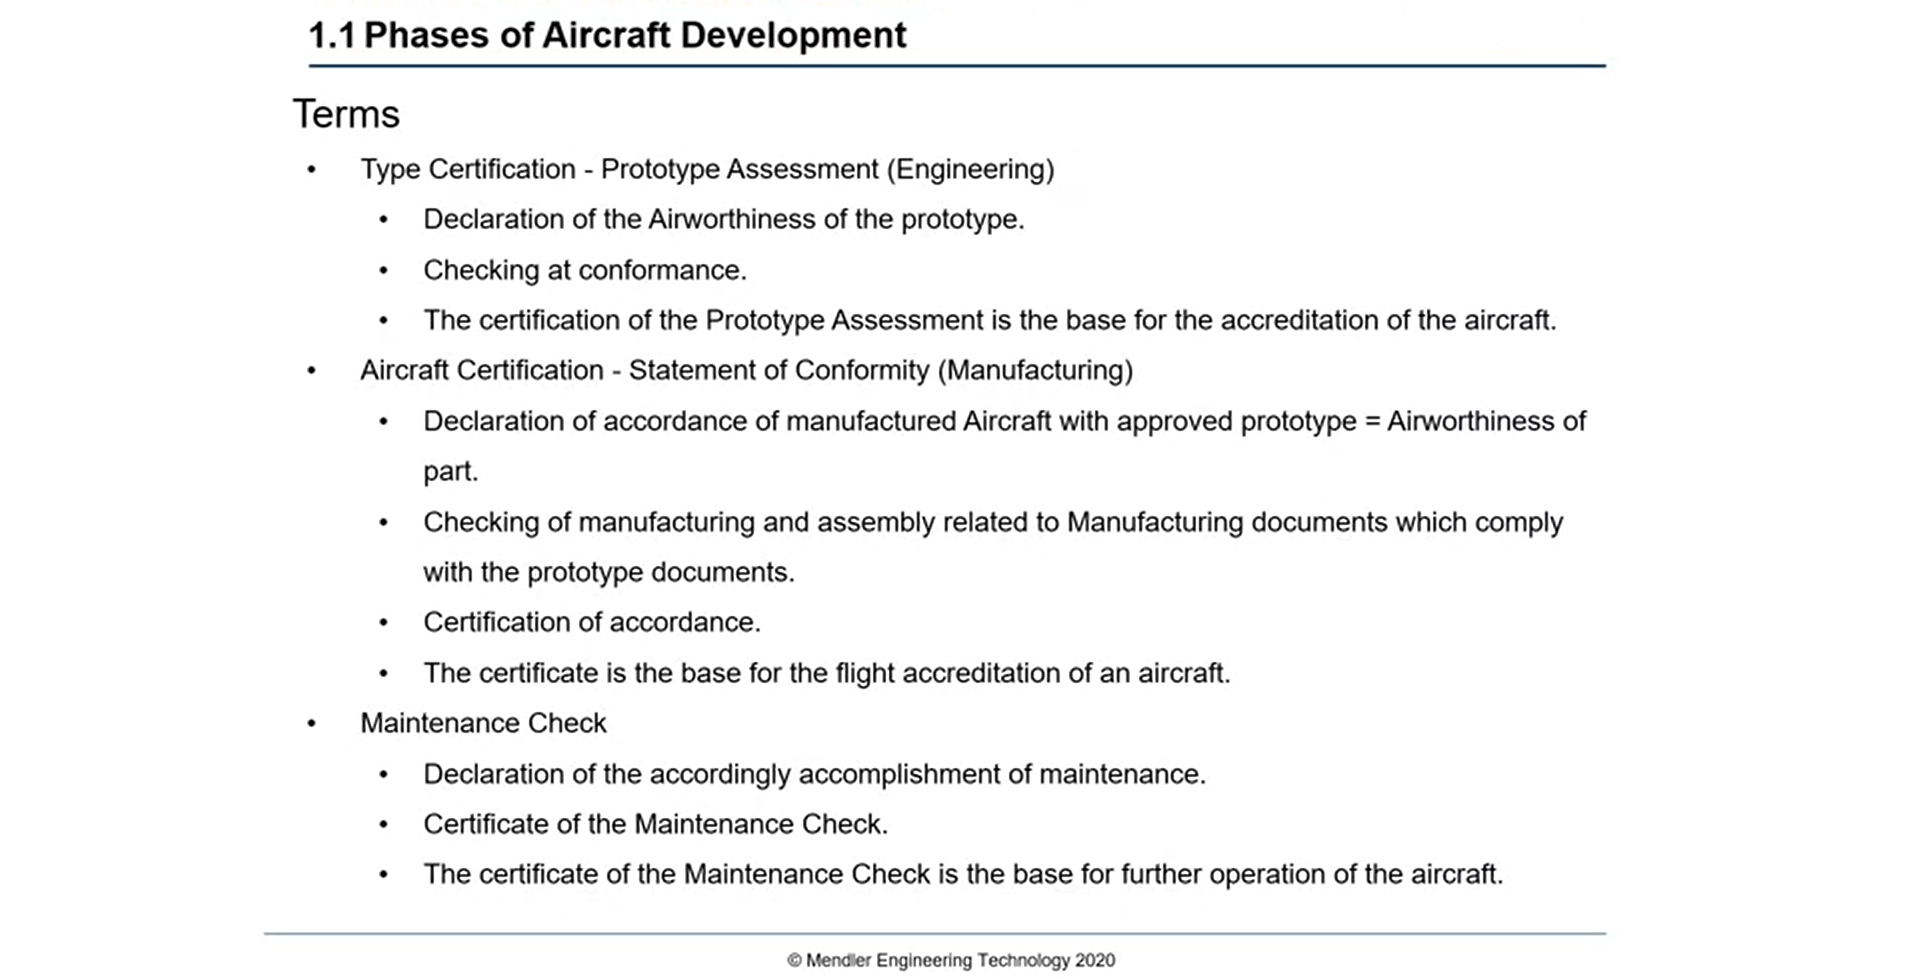 1.1 Phases of Aircraft Development
Terms
• Type Certification - Prototype Assessment (Engineering)
• Declaration of the Airworthiness of the prototype.
• Checking at conformance.
• The certification of the Prototype Assessment is the base for the accreditation of the aircraft.
• Aircraft Certification - Statement of Conformity (Manufacturing)
• Declaration of accordance of manufactured Aircraft with approved prototype = Airworthiness of
part.
• Checking of manufacturing and assembly related to Manufacturing documents which comply
with the prototype documents.
• Certification of accordance.
• The certificate is the base for the flight accreditation of an aircraft.
• Maintenance Check
• Declaration of the accordingly accomplishment of maintenance.
• Certificate of the Maintenance Check.
• The certificate of the Maintenance Check is the base for further operation of the aircraft.
© Mendler Engineering Technology 2020